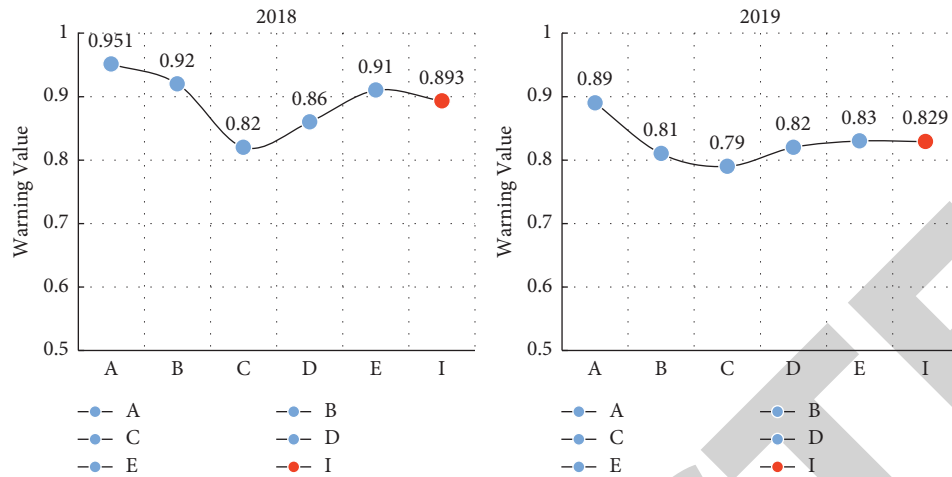 2018
1
0.9
0.8
0.7
0.6
0.5
Warning Value
0.951
0.92
0.82
0.86
0.91
0.893
A B C D E I
A B
C D
E I
2019
1
0.9
0.8
0.7
0.6
0.5
Warning Value
0.89
0.81
0.79
0.82
0.83
0.829
A B C D E I
A B
C D
E I